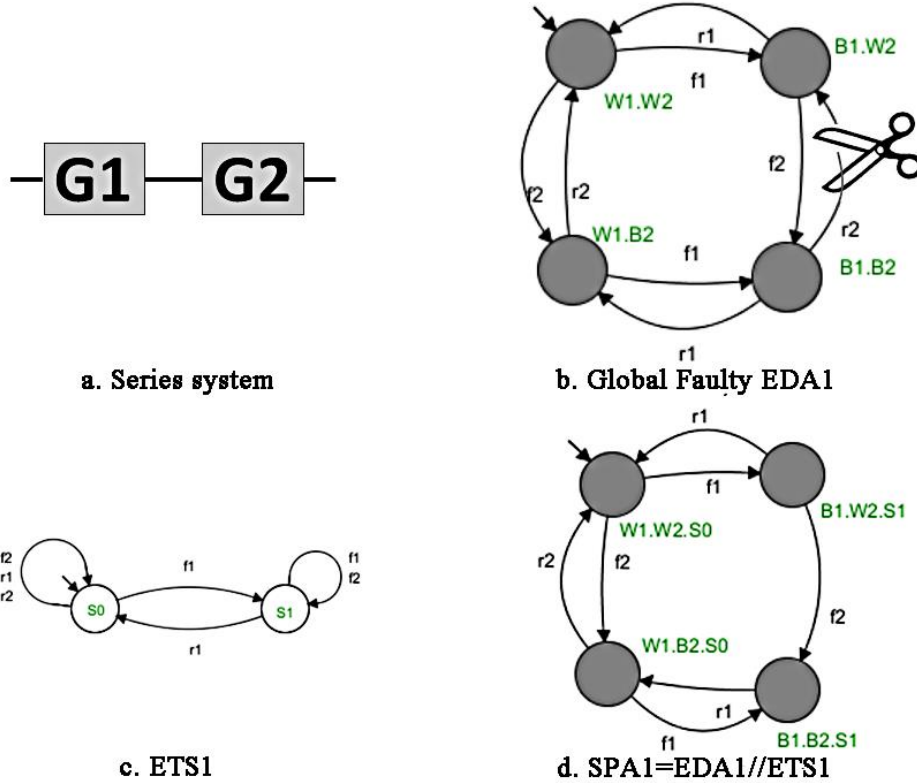 G1
G2
a. Series system
r1
B1.W2
f1
W1.W2
f2
f2
r2
r2
W1.B2
f1
B1.B2
r1
b. Global Faulty EDA1
f2
r1
r2
S0
f1
r1
S1
f1
f2
c. ETS1
r1
f1
B1.W2.S1
W1.W2.S0
r2
f2
f2
W1.B2.S0
r1
f1
B1.B2.S1
d. SPA1=EDA1//ETS1